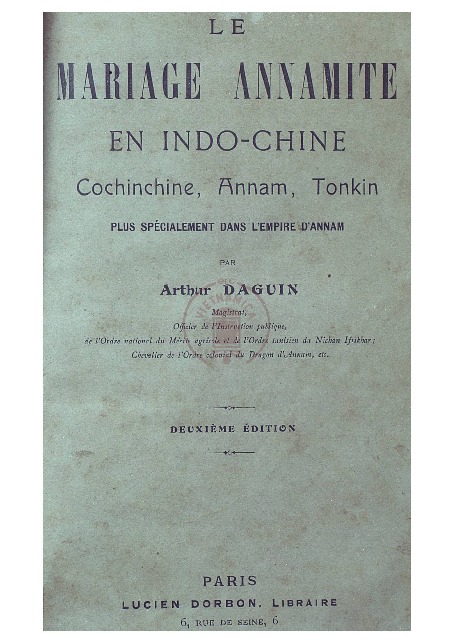 LE
MARIAGE ANNAMITE
EN INDO-CHINE
Cochinchine, Annam, Tonkin
PLUS SPÉCIALEMENT DANS L'EMPIRE D'ANNAM
PAR
Arthur DAGUIN
Magistrat,
Officier de l'Instruction publique,
de l'Ordre national du Mérite agricole et de l'Ordre tunisien du Nichan Iftikhar;
Chevalier de l'Ordre colonial du Dragon d'Annam, etc.
VIETNAMICA
DEUXIÈME ÉDITION
PARIS
LUCIEN DORBON, LIBRAIRE
6, RUE DE SEINE, 6